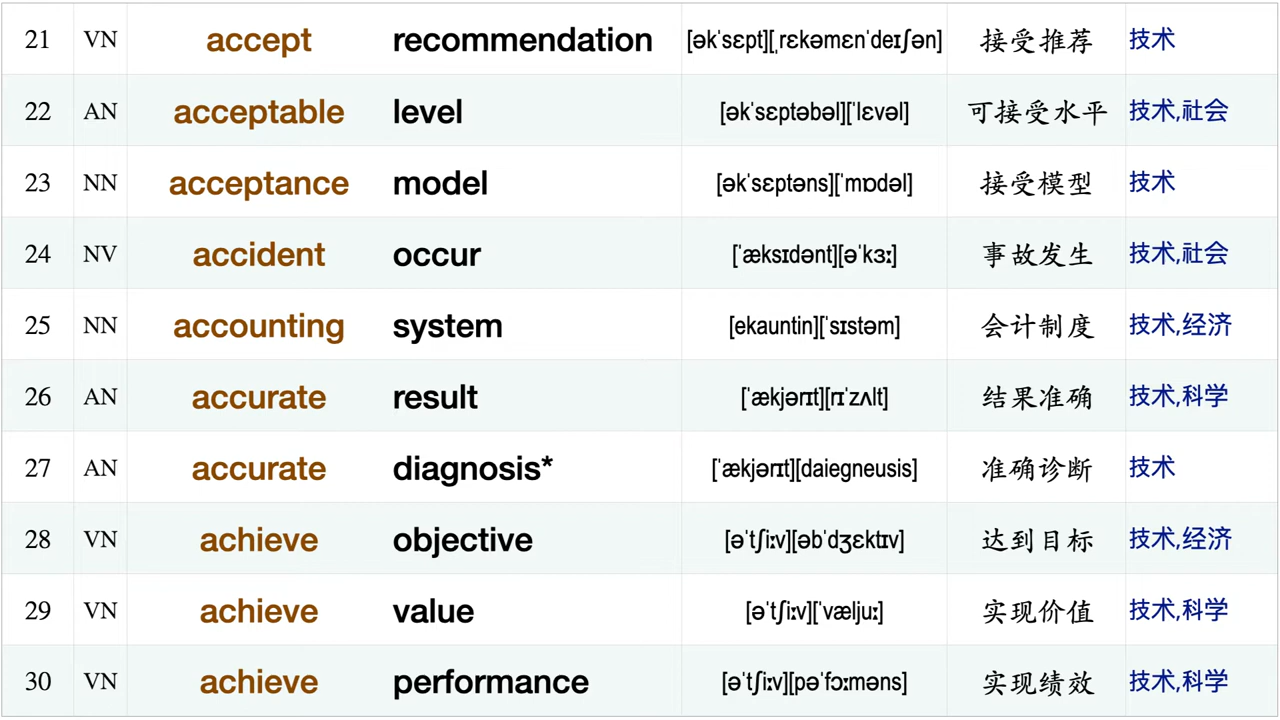 21 VN accept recommendation [əkˈsɛpt][ˌrɛkəmɛnˈdeɪʃən] 接受推荐 技术
22 AN acceptable level [əkˈsɛptəbəl][ˈlɛvəl] 可接受水平 技术,社会
23 NN acceptance model [əkˈsɛptəns][ˈmɒdəl] 接受模型 技术
24 NV accident occur [ˈæksɪdənt][əˈkɜː] 事故发生 技术,社会
25 NN accounting system [ekauntin][ˈsɪstəm] 会计制度 技术,经济
26 AN accurate result [ˈækjərɪt][rɪˈzʌlt] 结果准确 技术,科学
27 AN accurate diagnosis* [ˈækjərɪt][daiegneusis] 准确诊断 技术
28 VN achieve objective [əˈtʃiːv][əbˈdʒɛktɪv] 达到目标 技术,经济
29 VN achieve value [əˈtʃiːv][ˈvæljuː] 实现价值 技术,科学
30 VN achieve performance [əˈtʃiːv][pəˈfɔːməns] 实现绩效 技术,科学